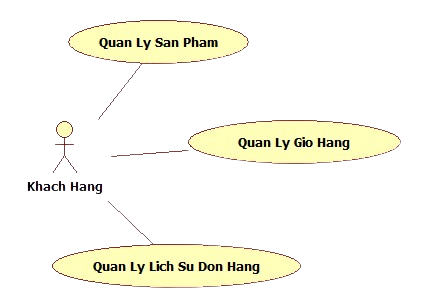 Quan Ly San Pham
Quan Ly Gio Hang
Khach Hang
Quan Ly Lich Su Don Hang